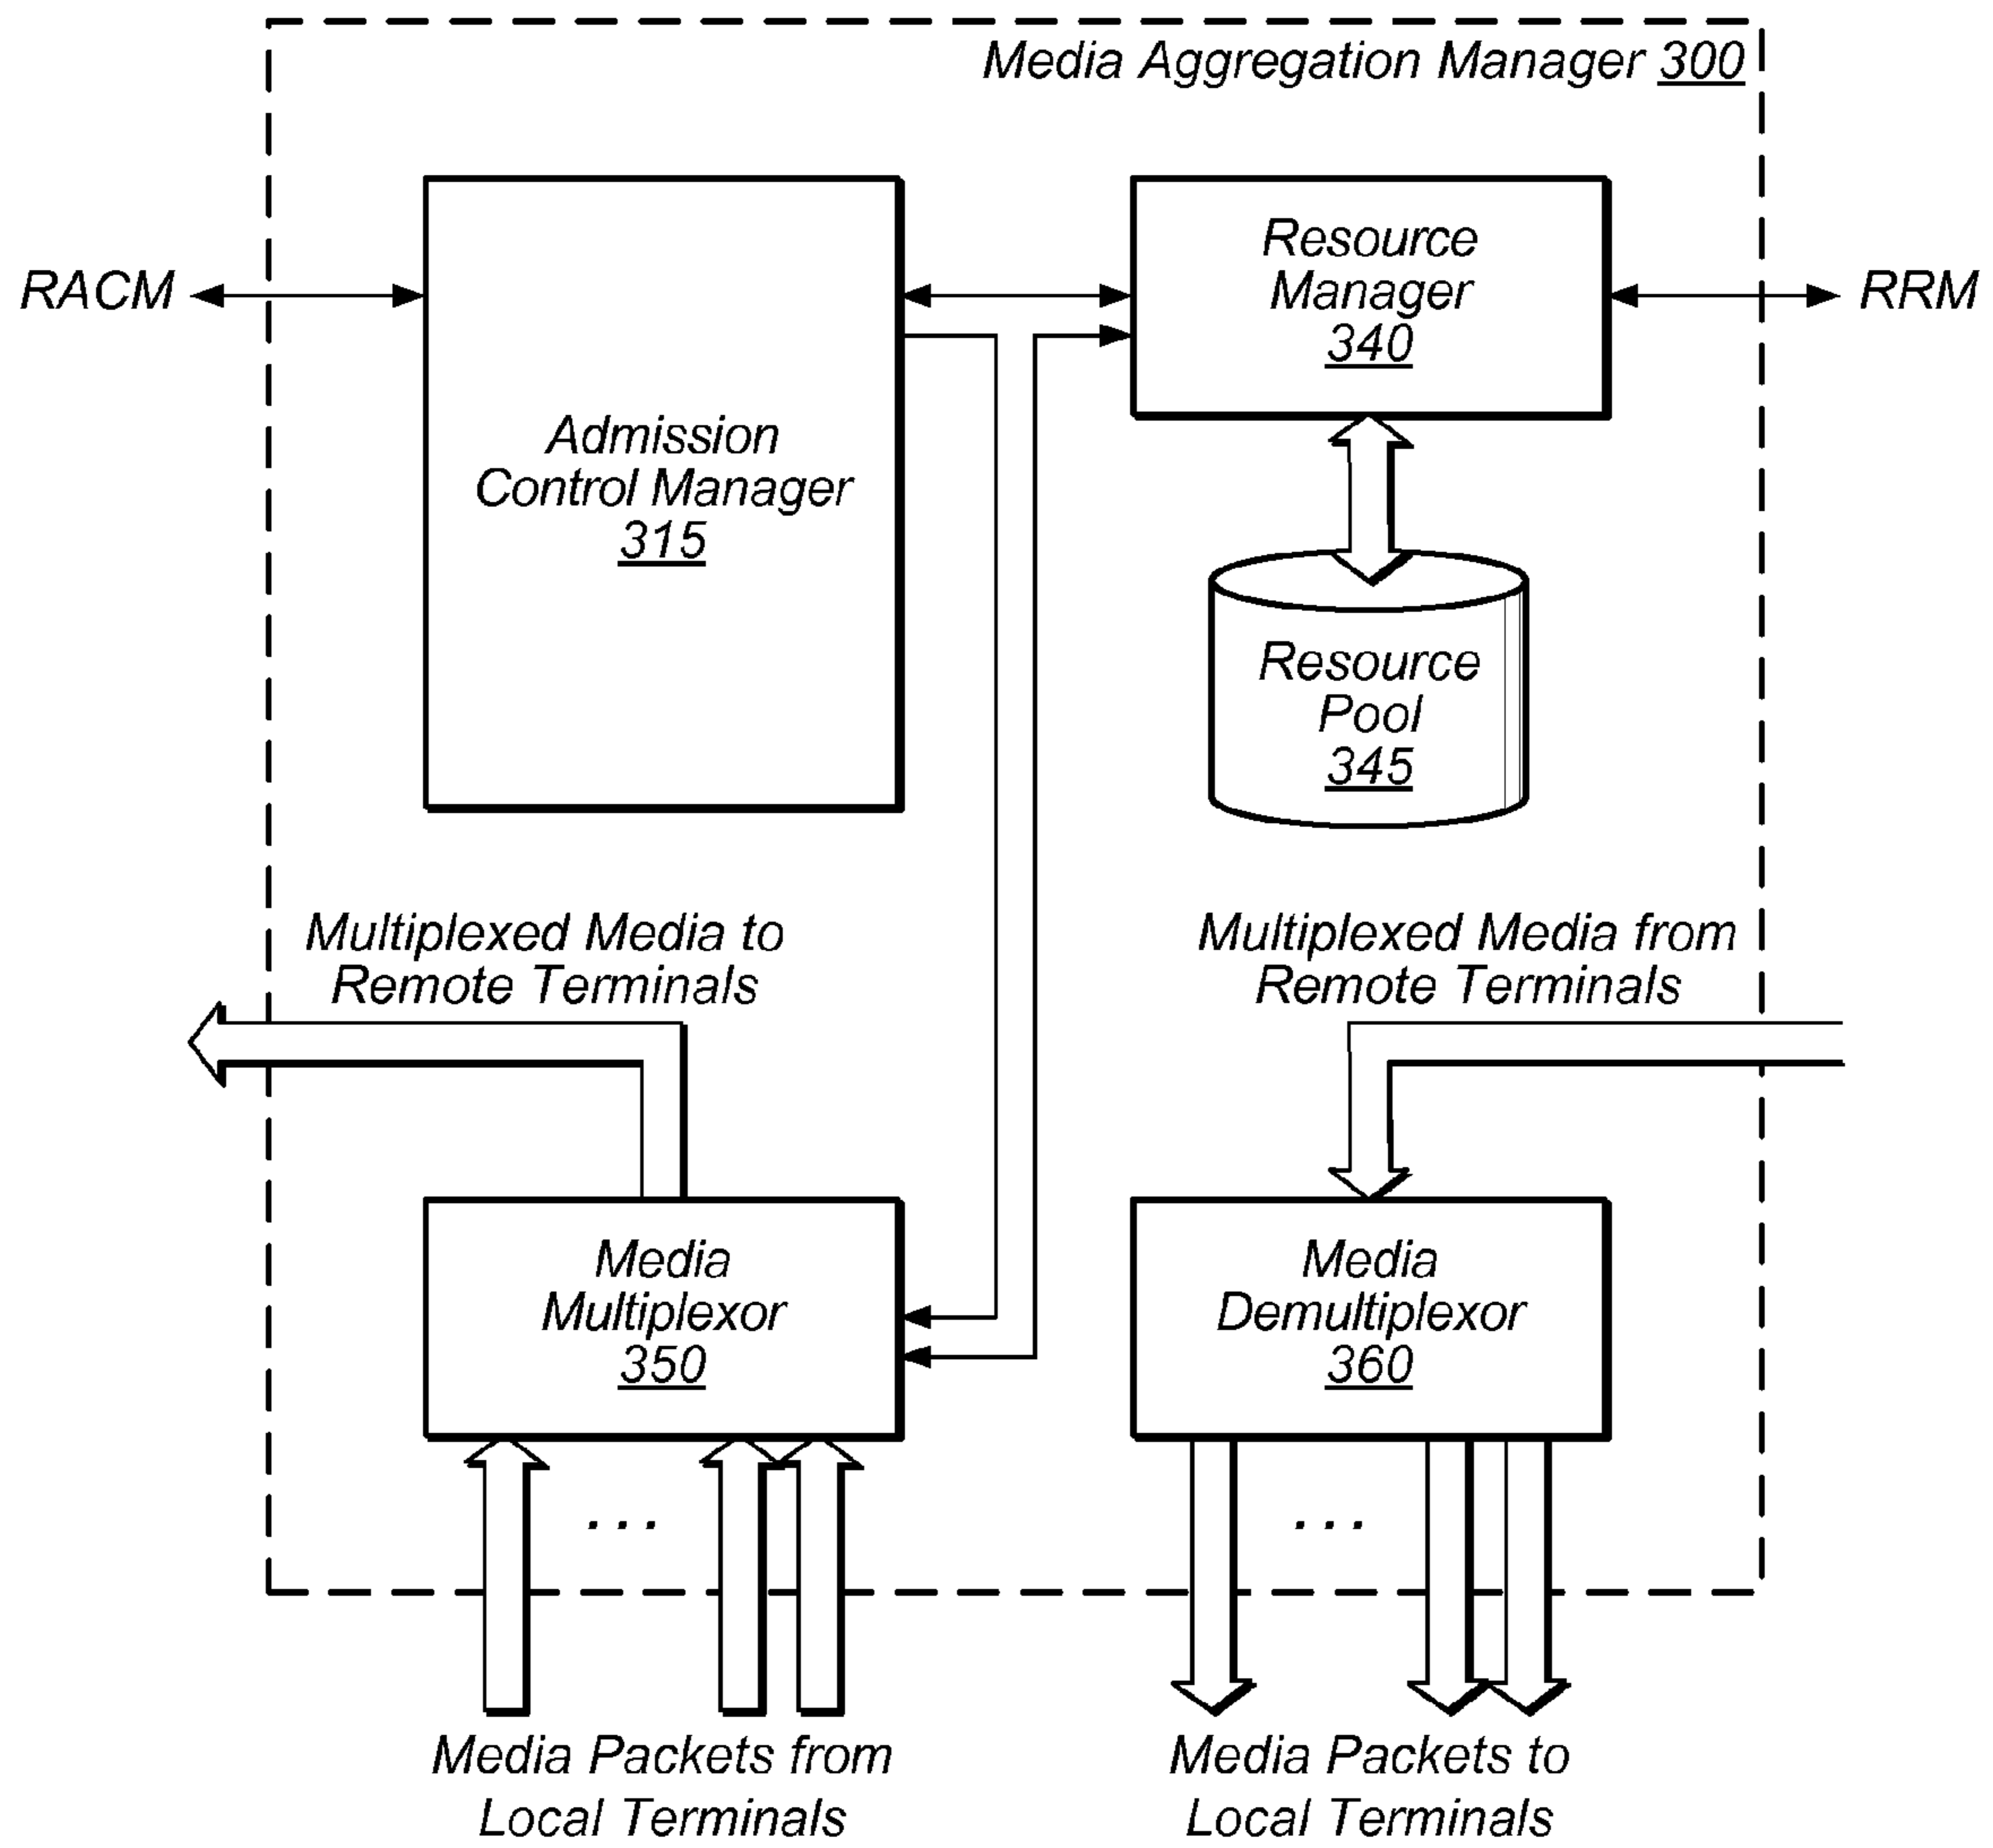 Media Aggregation Manager 300
RACM
Resource
Manager
340
RRM
Admission
Control Manager
315
Resource
Pool
345
Multiplexed Media to
Remote Terminals
Multiplexed Media from
Remote Terminals
Media
Multiplexor
350
Media
Demultiplexor
360
...
...
Media Packets from
Local Terminals
Media Packets to
Local Terminals